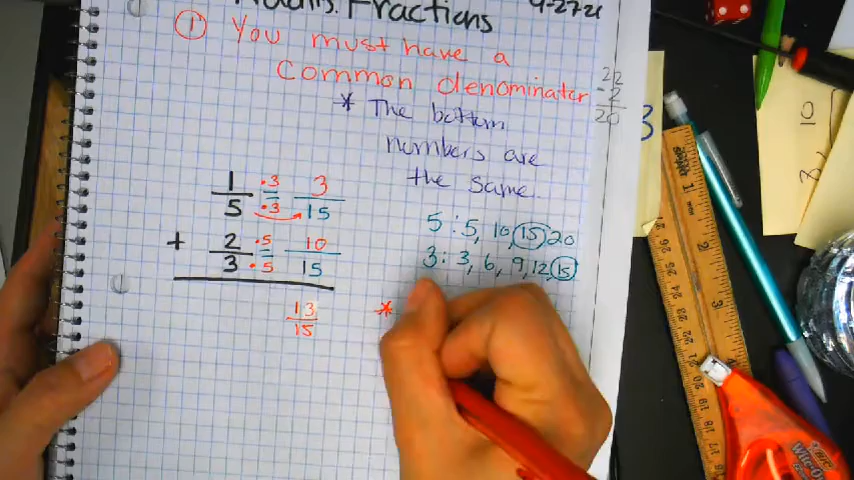 Fractions 9-27-21
① You must have a
Common denominator
* The bottom
numbers are
the same.
22
- 2
20
3
1/5 · 3/3 = 3/15
+ 2/3 · 5/5 = 10/15
13/15
5: 5, 10, 15 20
3: 3, 6, 9, 12, 15
*